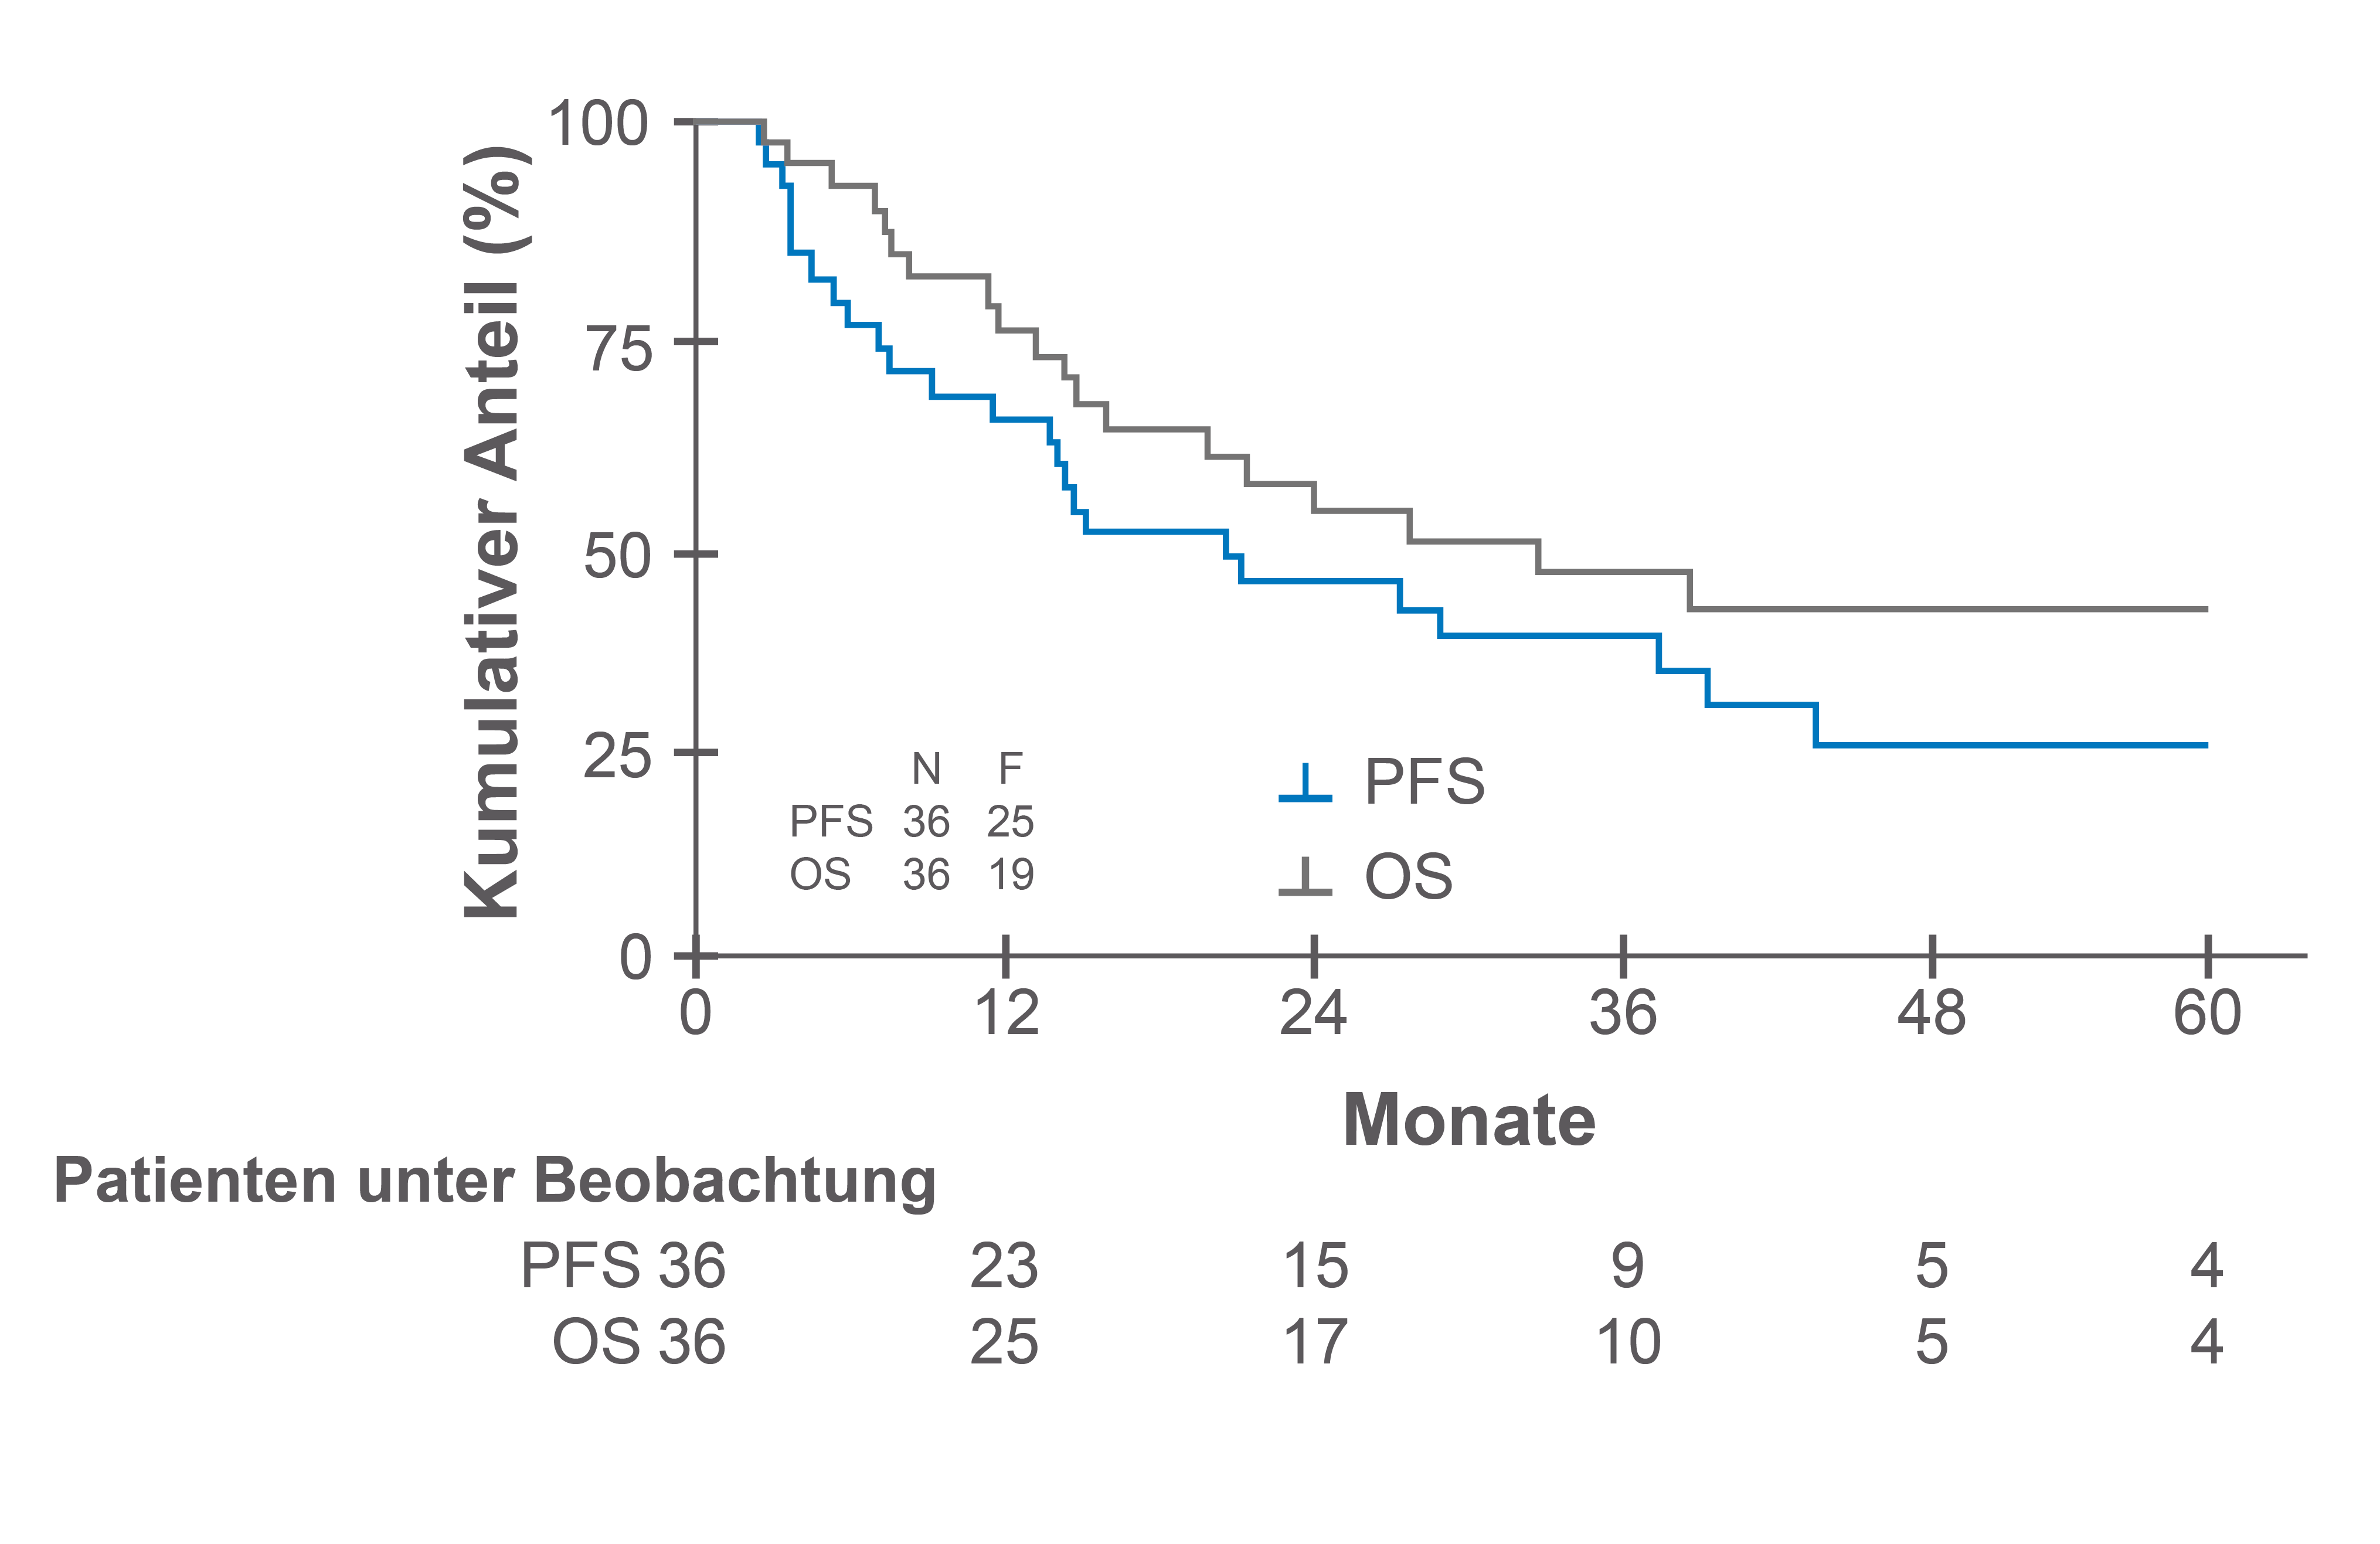 Kumulativer Anteil (%)
100
75
50
25
0
N F
PFS 36 25
OS 36 19
PFS
OS
0 12 24 36 48 60
Monate
Patienten unter Beobachtung
PFS 36 23 15 9 5 4
OS 36 25 17 10 5 4